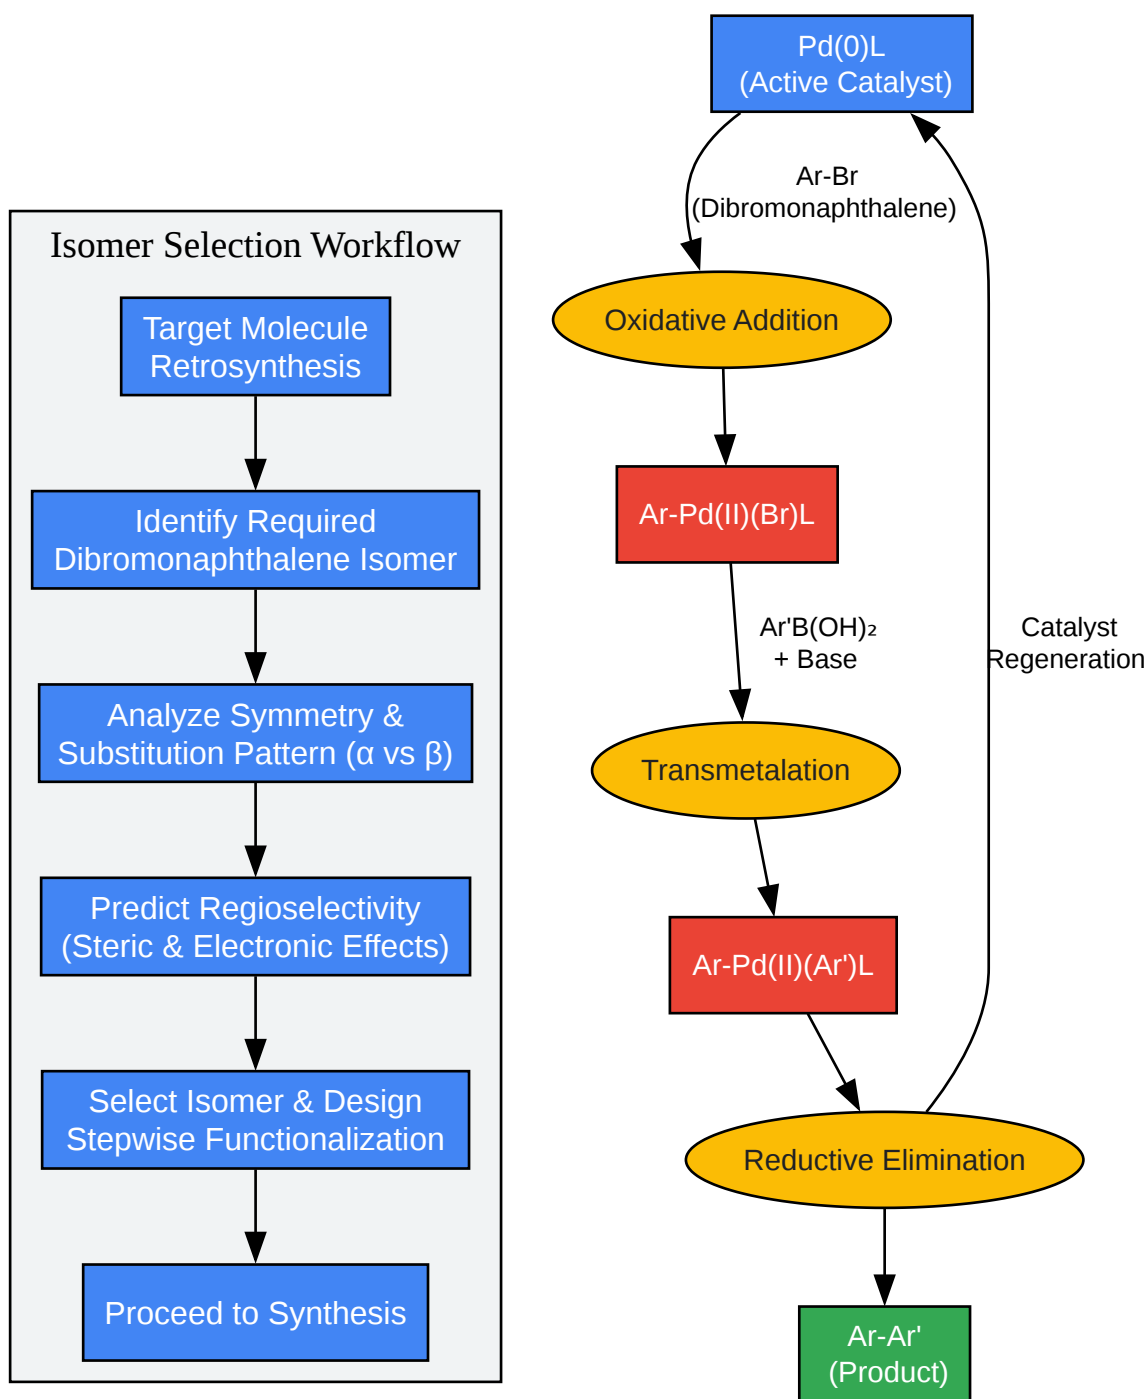 Isomer Selection Workflow
Target Molecule
Retrosynthesis
Identify Required
Dibromonaphthalene Isomer
Analyze Symmetry &
Substitution Pattern (α vs β)
Predict Regioselectivity
(Steric & Electronic Effects)
Select Isomer & Design
Stepwise Functionalization
Proceed to Synthesis
Pd(0)L
(Active Catalyst)
Ar-Br
(Dibromonaphthalene)
Oxidative Addition
Ar-Pd(II)(Br)L
Ar'B(OH)₂
+ Base
Catalyst
Regeneration
Transmetalation
Ar-Pd(II)(Ar')L
Reductive Elimination
Ar-Ar'
(Product)